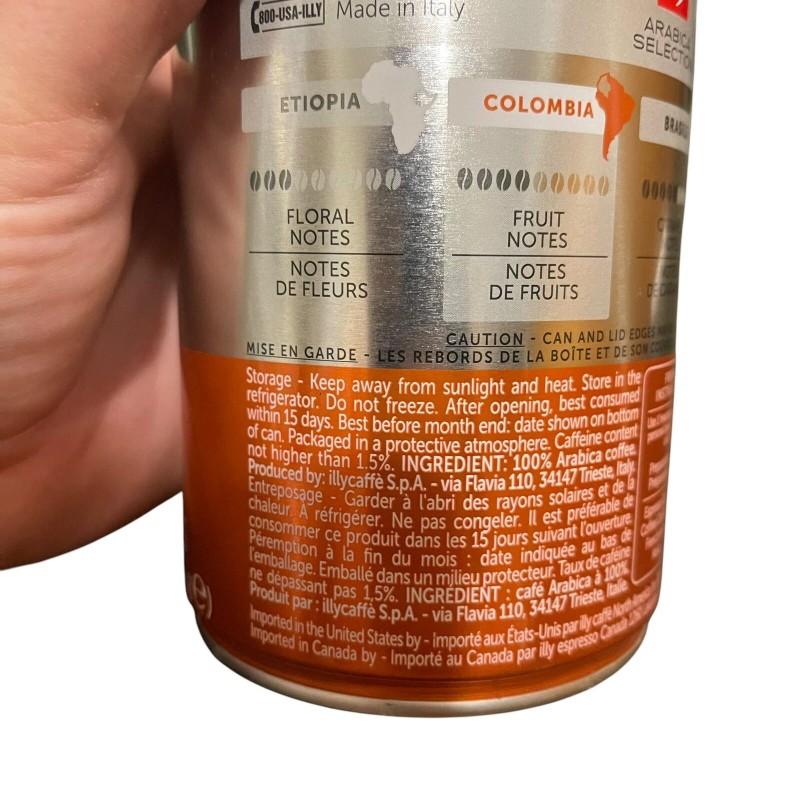 800-USA-ILLY Made in Italy
ARABICA
SELECTION
ETIOPIA
COLOMBIA
FLORAL
NOTES
NOTES
DE FLEURS
FRUIT
NOTES
NOTES
DE FRUITS
CAUTION - CAN AND LID EDGES
MISE EN GARDE - LES REBORDS DE LA BOÎTE ET DE SON
Storage - Keep away from sunlight and heat. Store in the
refrigerator. Do not freeze. After opening, best consumed
within 15 days. Best before month end: date shown on bottom
of can. Packaged in a protective atmosphere. Caffeine content
not higher than 1.5%. INGREDIENT: 100% Arabica coffee.
Produced by: illycaffè S.p.A. - via Flavia 110, 34147 Trieste, Italy.
Entreposage - Garder à l'abri des rayons solaires et de la
chaleur. À réfrigérer. Ne pas congeler. Il est préférable de
consommer ce produit dans les 15 jours suivant l'ouverture.
Péremption à la fin du mois : date indiquée au bas de
l'emballage. Emballé dans un milieu protecteur. Taux de caféine
ne dépassant pas 1,5%. INGRÉDIENT : café Arabica à 100%.
Produit par : illycaffè S.p.A. - via Flavia 110, 34147 Trieste, Italie.
Imported in the United States by - Importé aux États-Unis par illy caffè North
Imported in Canada by - Importé au Canada par illy espresso Canada